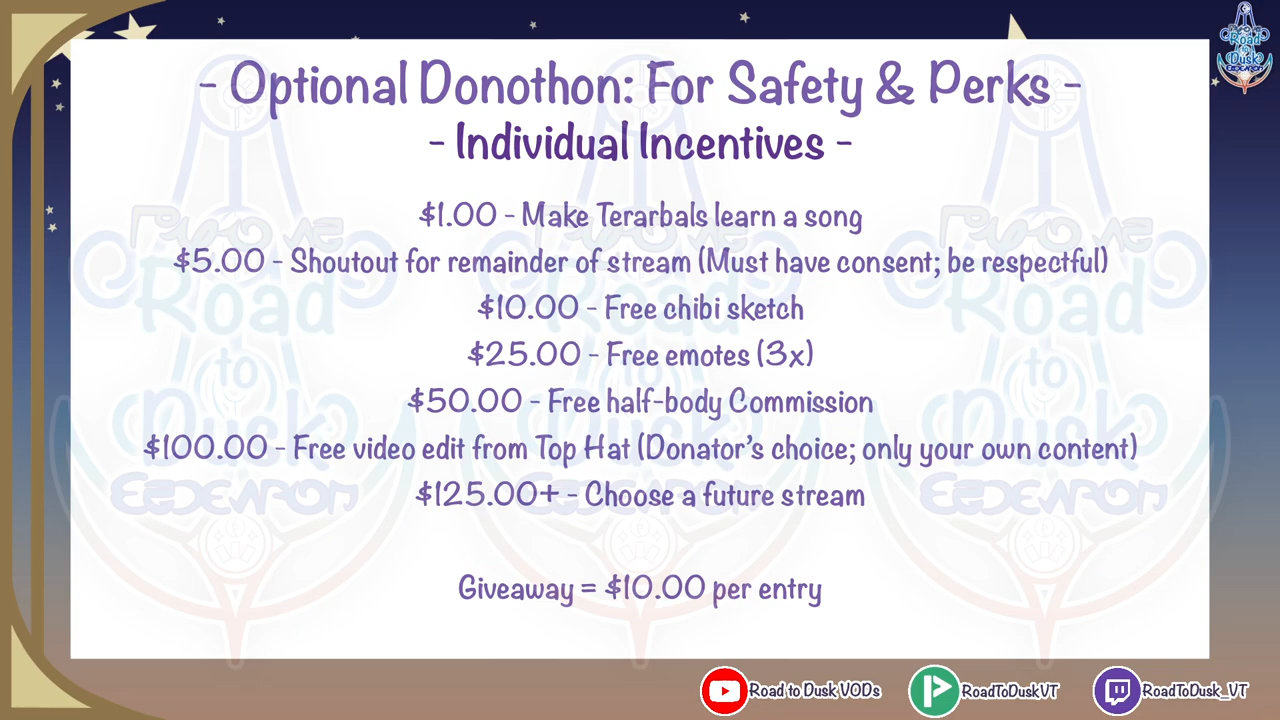 - Optional Donothon: For Safety & Perks -
- Individual Incentives -
$1.00 - Make Terarbals learn a song
$5.00 - Shoutout for remainder of stream (Must have consent; be respectful)
$10.00 - Free chibi sketch
$25.00 - Free emotes (3x)
$50.00 - Free half-body Commission
$100.00 - Free video edit from Top Hat (Donator's choice; only your own content)
$125.00+ - Choose a future stream
Giveaway = $10.00 per entry
Road to Dusk VODs
RoadToDuskVT
RoadToDusk_VT
Road
to
Dusk